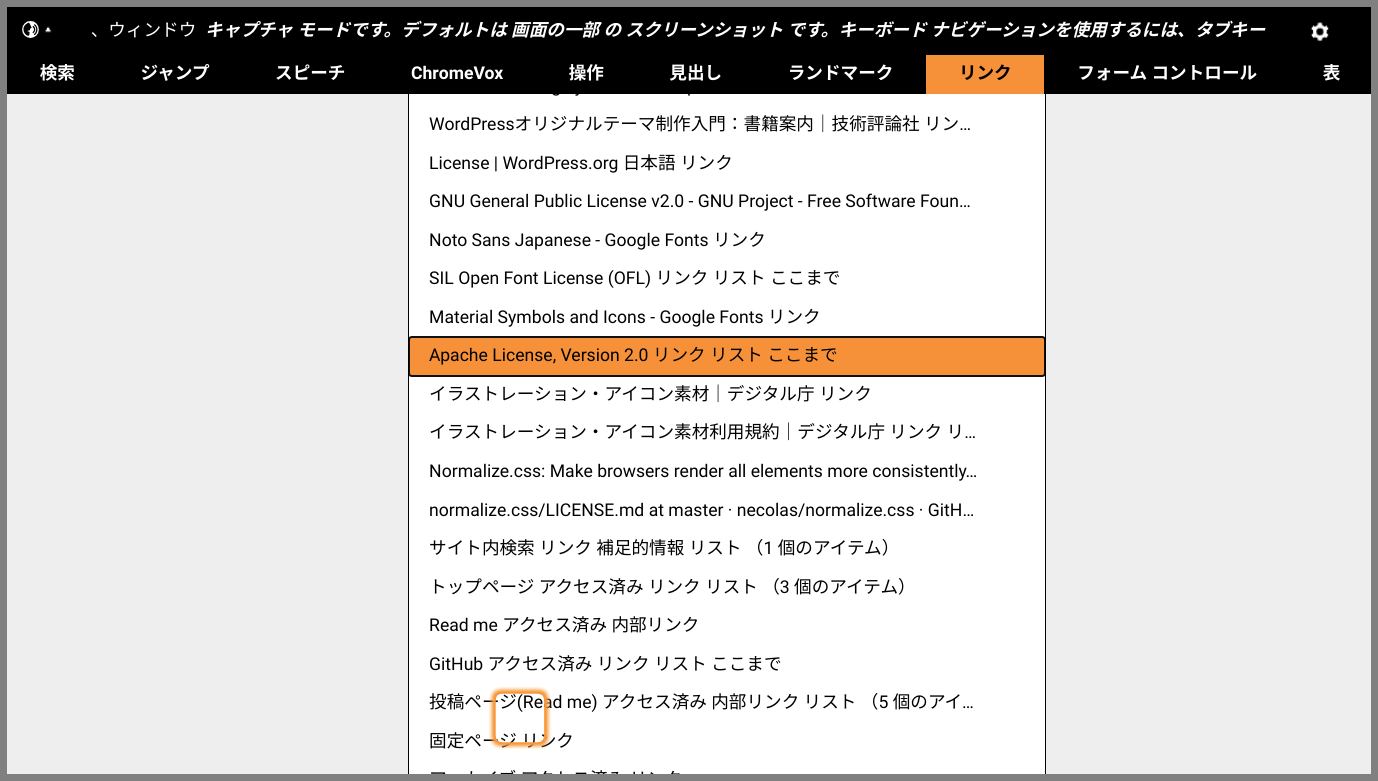 、ウィンドウ キャプチャ モードです。デフォルトは 画面の一部 の スクリーンショット です。キーボード ナビゲーションを使用するには、タブキー
検索 ジャンプ スピーチ ChromeVox 操作 見出し ランドマーク リンク フォーム コントロール 表
WordPressオリジナルテーマ制作入門：書籍案内｜技術評論社 リン…
License | WordPress.org 日本語 リンク
GNU General Public License v2.0 - GNU Project - Free Software Foun…
Noto Sans Japanese - Google Fonts リンク
SIL Open Font License (OFL) リンク リスト ここまで
Material Symbols and Icons - Google Fonts リンク
Apache License, Version 2.0 リンク リスト ここまで
イラストレーション・アイコン素材｜デジタル庁 リンク
イラストレーション・アイコン素材利用規約｜デジタル庁 リンク リ…
Normalize.css: Make browsers render all elements more consistently…
normalize.css/LICENSE.md at master · necolas/normalize.css · GitH…
サイト内検索 リンク 補足的情報 リスト （1 個のアイテム）
トップページ アクセス済み リンク リスト （3 個のアイテム）
Read me アクセス済み 内部リンク
GitHub アクセス済み リンク リスト ここまで
投稿ページ(Read me) アクセス済み 内部リンク リスト （5 個のアイ…
固定ページ リンク